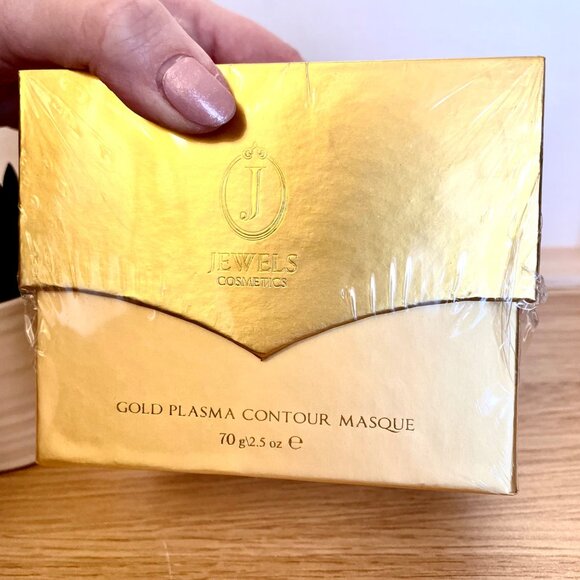 J
JEWELS
COSMETICS
GOLD PLASMA CONTOUR MASQUE
70 g\2.5 oz ℮